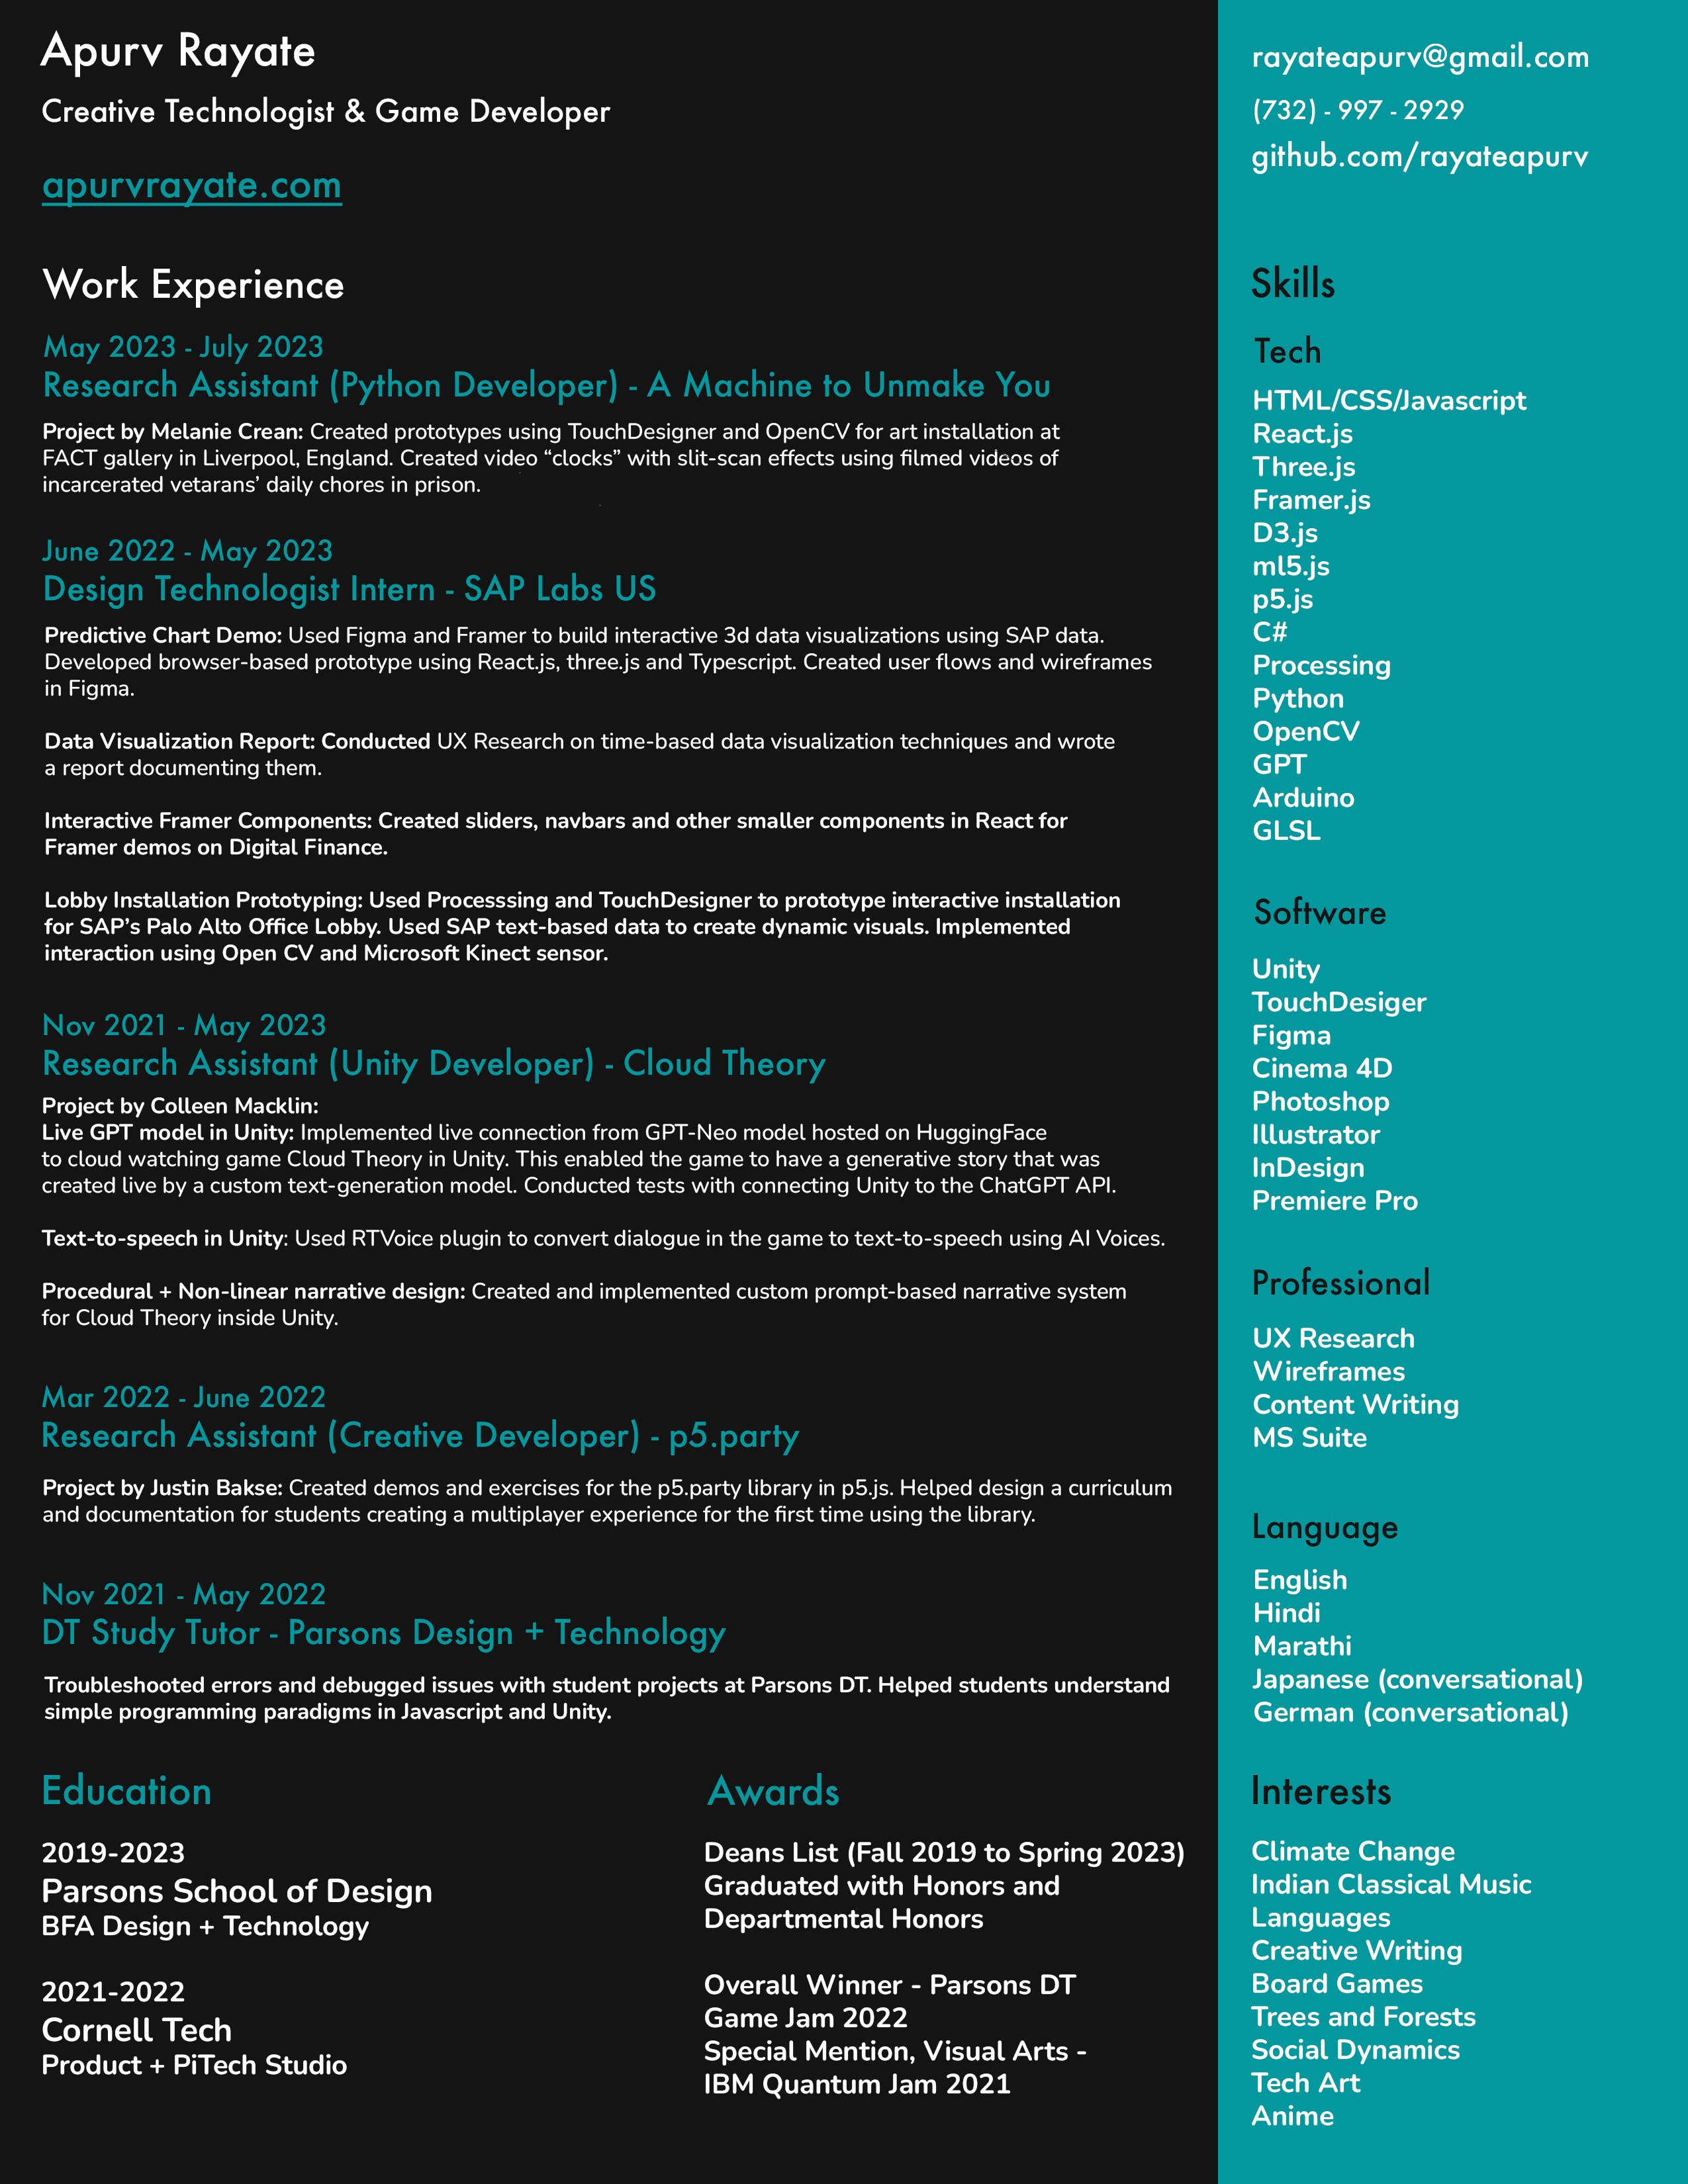 Apurv Rayate
Creative Technologist & Game Developer
apurvrayate.com
rayateapurv@gmail.com
(732) - 997 - 2929
github.com/rayateapurv
Work Experience
May 2023 - July 2023
Research Assistant (Python Developer) - A Machine to Unmake You
Project by Melanie Crean: Created prototypes using TouchDesigner and OpenCV for art installation at
FACT gallery in Liverpool, England. Created video “clocks” with slit-scan effects using filmed videos of
incarcerated vetarans’ daily chores in prison.
June 2022 - May 2023
Design Technologist Intern - SAP Labs US
Predictive Chart Demo: Used Figma and Framer to build interactive 3d data visualizations using SAP data.
Developed browser-based prototype using React.js, three.js and Typescript. Created user flows and wireframes
in Figma.
Data Visualization Report: Conducted UX Research on time-based data visualization techniques and wrote
a report documenting them.
Interactive Framer Components: Created sliders, navbars and other smaller components in React for
Framer demos on Digital Finance.
Lobby Installation Prototyping: Used Processsing and TouchDesigner to prototype interactive installation
for SAP’s Palo Alto Office Lobby. Used SAP text-based data to create dynamic visuals. Implemented
interaction using Open CV and Microsoft Kinect sensor.
Nov 2021 - May 2023
Research Assistant (Unity Developer) - Cloud Theory
Project by Colleen Macklin:
Live GPT model in Unity: Implemented live connection from GPT-Neo model hosted on HuggingFace
to cloud watching game Cloud Theory in Unity. This enabled the game to have a generative story that was
created live by a custom text-generation model. Conducted tests with connecting Unity to the ChatGPT API.
Text-to-speech in Unity: Used RTVoice plugin to convert dialogue in the game to text-to-speech using AI Voices.
Procedural + Non-linear narrative design: Created and implemented custom prompt-based narrative system
for Cloud Theory inside Unity.
Mar 2022 - June 2022
Research Assistant (Creative Developer) - p5.party
Project by Justin Bakse: Created demos and exercises for the p5.party library in p5.js. Helped design a curriculum
and documentation for students creating a multiplayer experience for the first time using the library.
Nov 2021 - May 2022
DT Study Tutor - Parsons Design + Technology
Troubleshooted errors and debugged issues with student projects at Parsons DT. Helped students understand
simple programming paradigms in Javascript and Unity.
Education
2019-2023
Parsons School of Design
BFA Design + Technology
2021-2022
Cornell Tech
Product + PiTech Studio
Awards
Deans List (Fall 2019 to Spring 2023)
Graduated with Honors and
Departmental Honors
Overall Winner - Parsons DT
Game Jam 2022
Special Mention, Visual Arts -
IBM Quantum Jam 2021
Skills
Tech
HTML/CSS/Javascript
React.js
Three.js
Framer.js
D3.js
ml5.js
p5.js
C#
Processing
Python
OpenCV
GPT
Arduino
GLSL
Software
Unity
TouchDesiger
Figma
Cinema 4D
Photoshop
Illustrator
InDesign
Premiere Pro
Professional
UX Research
Wireframes
Content Writing
MS Suite
Language
English
Hindi
Marathi
Japanese (conversational)
German (conversational)
Interests
Climate Change
Indian Classical Music
Languages
Creative Writing
Board Games
Trees and Forests
Social Dynamics
Tech Art
Anime